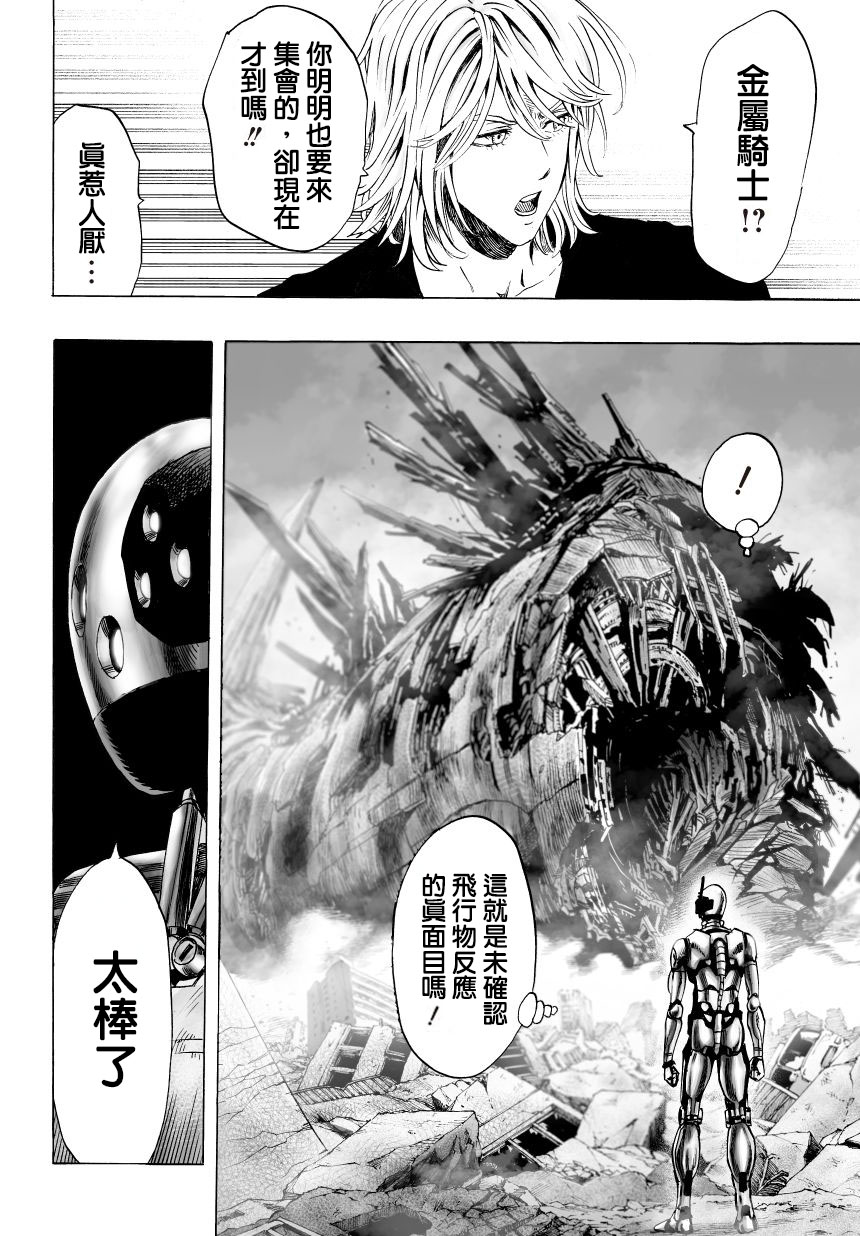 金屬騎士!?
你明明也要來
集會的，卻現在
才到嗎!!
眞惹人厭…
!
這就是未確認
飛行物反應
的眞面目嗎!
太棒了